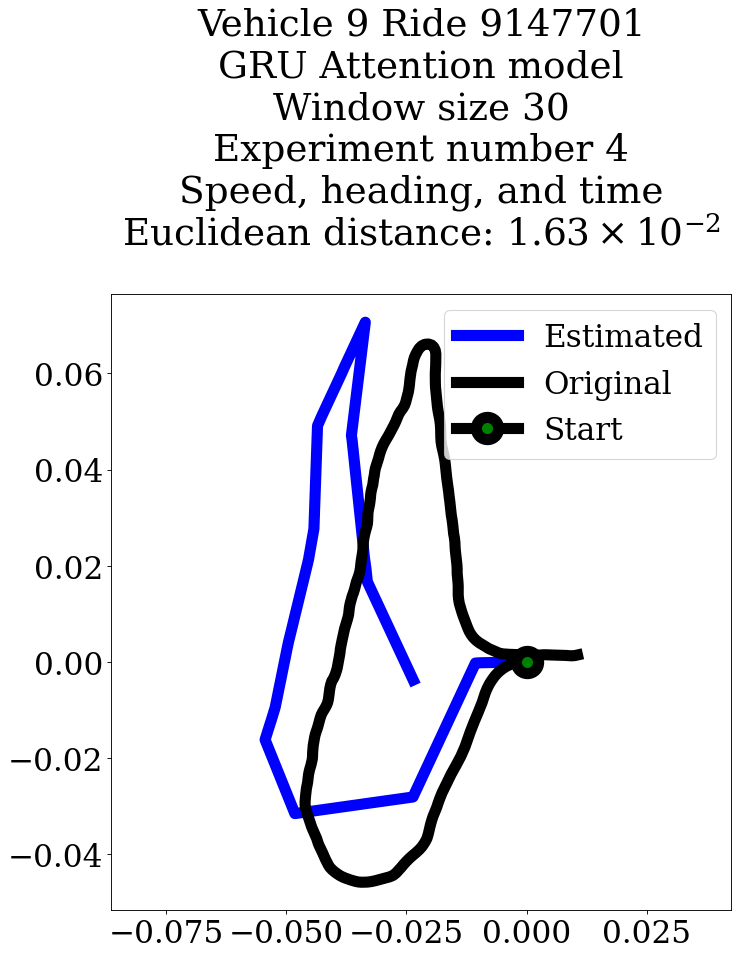 Vehicle 9 Ride 9147701
GRU Attention model
Window size 30
Experiment number 4
Speed, heading, and time
Euclidean distance: 1.63 × 10⁻²
Estimated
Original
Start
0.06
0.04
0.02
0.00
−0.02
−0.04
−0.075 −0.050 −0.025 0.000 0.025